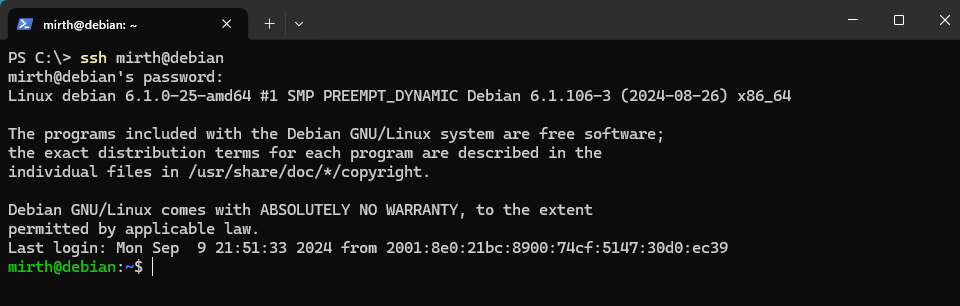 mirth@debian: ~
PS C:\> ssh mirth@debian
mirth@debian's password:
Linux debian 6.1.0-25-amd64 #1 SMP PREEMPT_DYNAMIC Debian 6.1.106-3 (2024-08-26) x86_64
The programs included with the Debian GNU/Linux system are free software;
the exact distribution terms for each program are described in the
individual files in /usr/share/doc/*/copyright.
Debian GNU/Linux comes with ABSOLUTELY NO WARRANTY, to the extent
permitted by applicable law.
Last login: Mon Sep  9 21:51:33 2024 from 2001:8e0:21bc:8900:74cf:5147:30d0:ec39
mirth@debian:~$